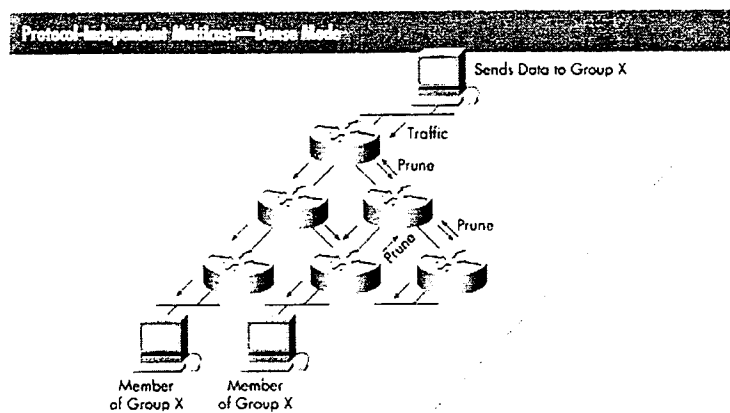 Protocol-Independent Multicast—Dense Mode
Sends Data to Group X
Traffic
Prune
Prune
Prune
Member
of Group X
Member
of Group X